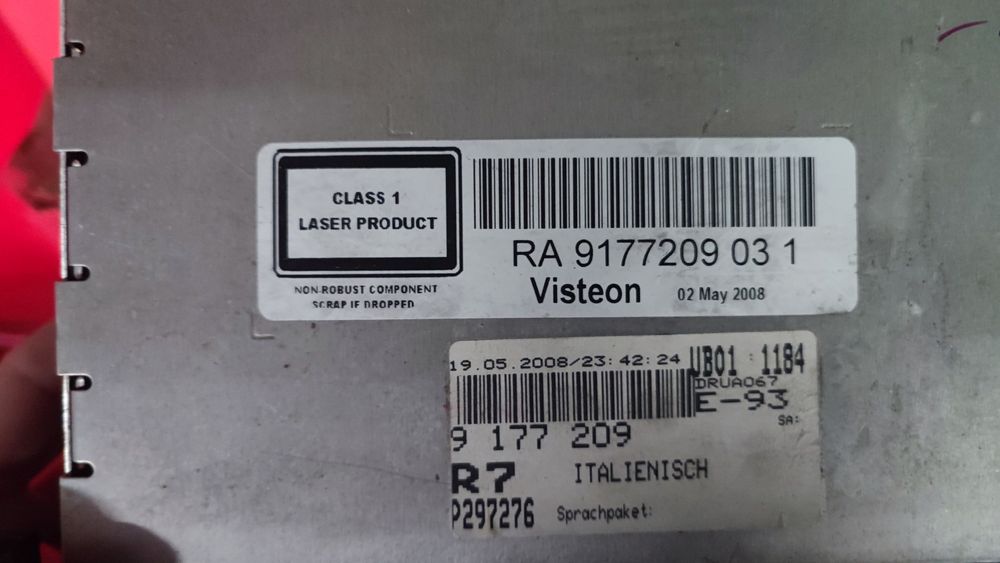 CLASS 1
LASER PRODUCT
NON-ROBUST COMPONENT
SCRAP IF DROPPED
RA 9177209 03 1
Visteon 02 May 2008
19.05.2008/23:42:24 UB01 1184
DRUA067
E-93
SA:
9 177 209
R7 ITALIENISCH
P297276 Sprachpaket: